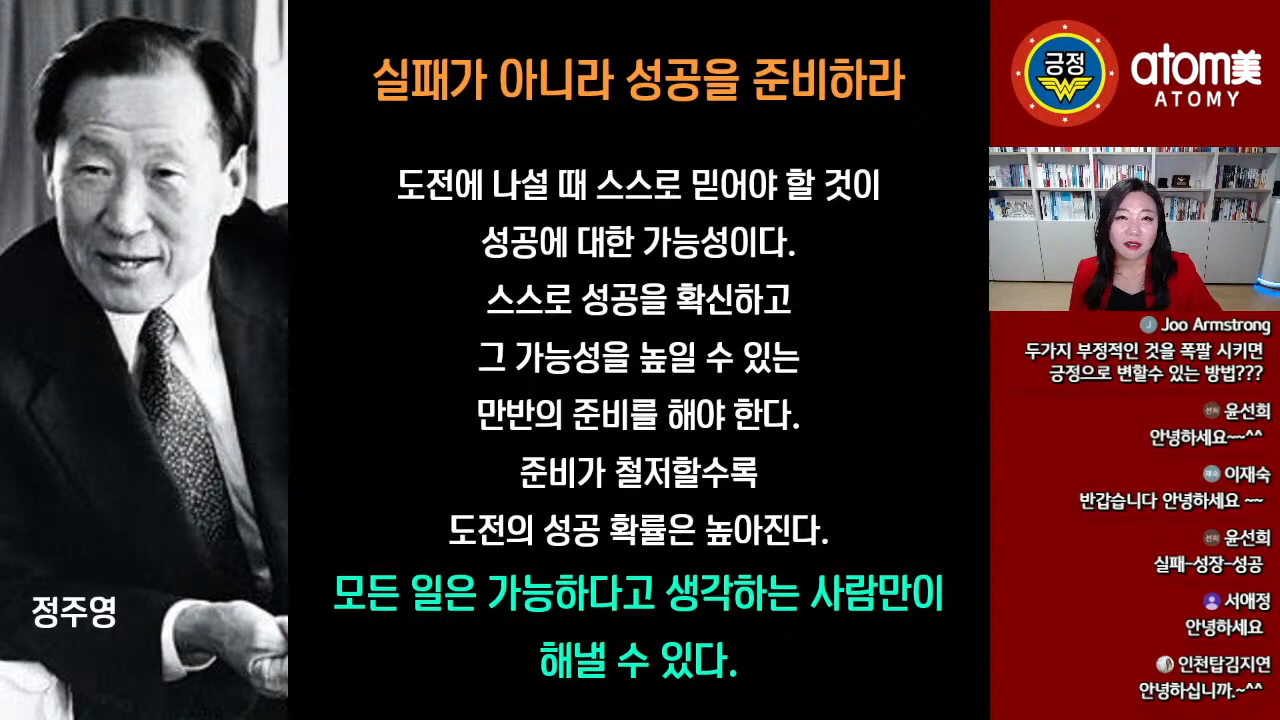 실패가 아니라 성공을 준비하라
도전에 나설 때 스스로 믿어야 할 것이
성공에 대한 가능성이다.
스스로 성공을 확신하고
그 가능성을 높일 수 있는
만반의 준비를 해야 한다.
준비가 철저할수록
도전의 성공 확률은 높아진다.
모든 일은 가능하다고 생각하는 사람만이
해낼 수 있다.
정주영
긍정
atom美
ATOMY
J Joo Armstrong
두가지 부정적인 것을 폭팔 시키면
긍정으로 변할수 있는 방법???
선희 윤선희
안녕하세요~~^^
재숙 이재숙
반갑습니다 안녕하세요 ~~
선희 윤선희
실패-성장-성공
서애정
안녕하세요
인천탑김지연
안녕하십니까.~^^